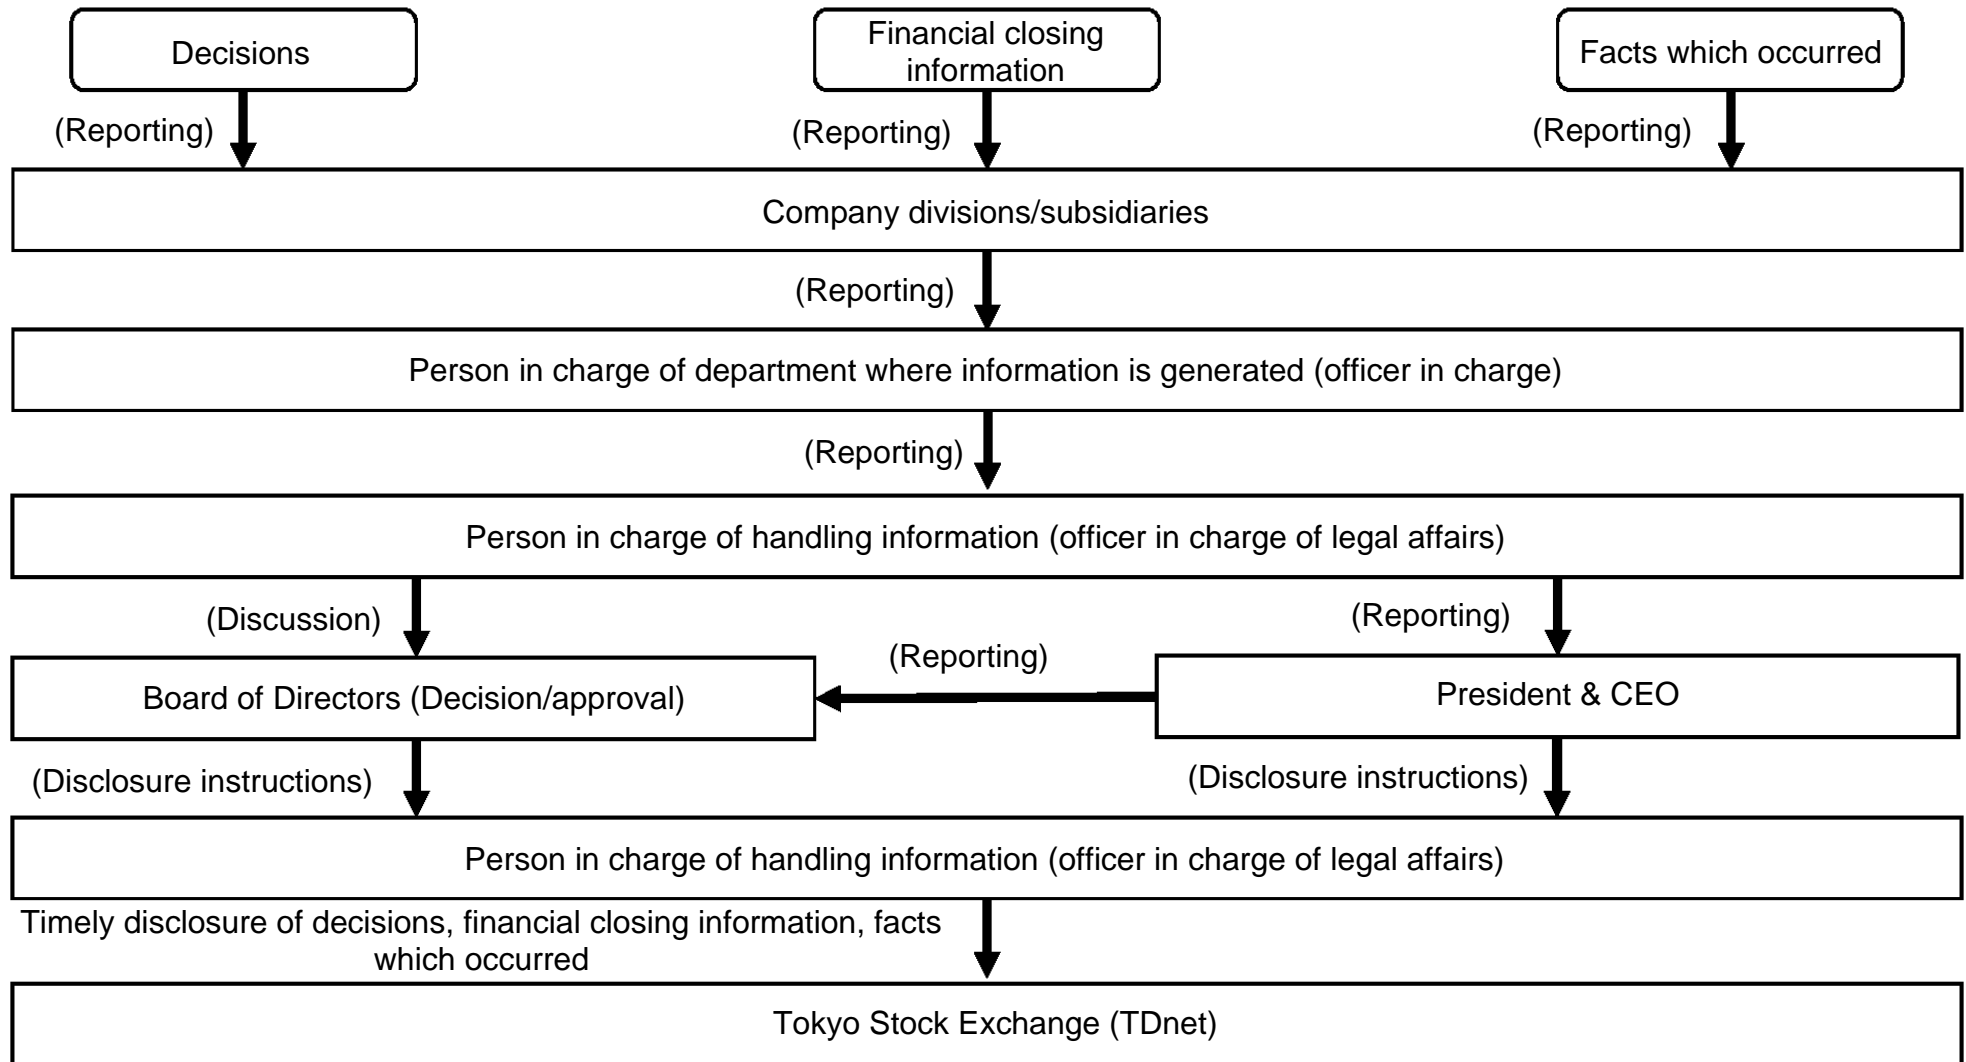 Decisions
Financial closing
information
Facts which occurred
(Reporting)
(Reporting)
(Reporting)
Company divisions/subsidiaries
(Reporting)
Person in charge of department where information is generated (officer in charge)
(Reporting)
Person in charge of handling information (officer in charge of legal affairs)
(Discussion)
(Reporting)
(Reporting)
Board of Directors (Decision/approval)
President & CEO
(Disclosure instructions)
(Disclosure instructions)
Person in charge of handling information (officer in charge of legal affairs)
Timely disclosure of decisions, financial closing information, facts
which occurred
Tokyo Stock Exchange (TDnet)